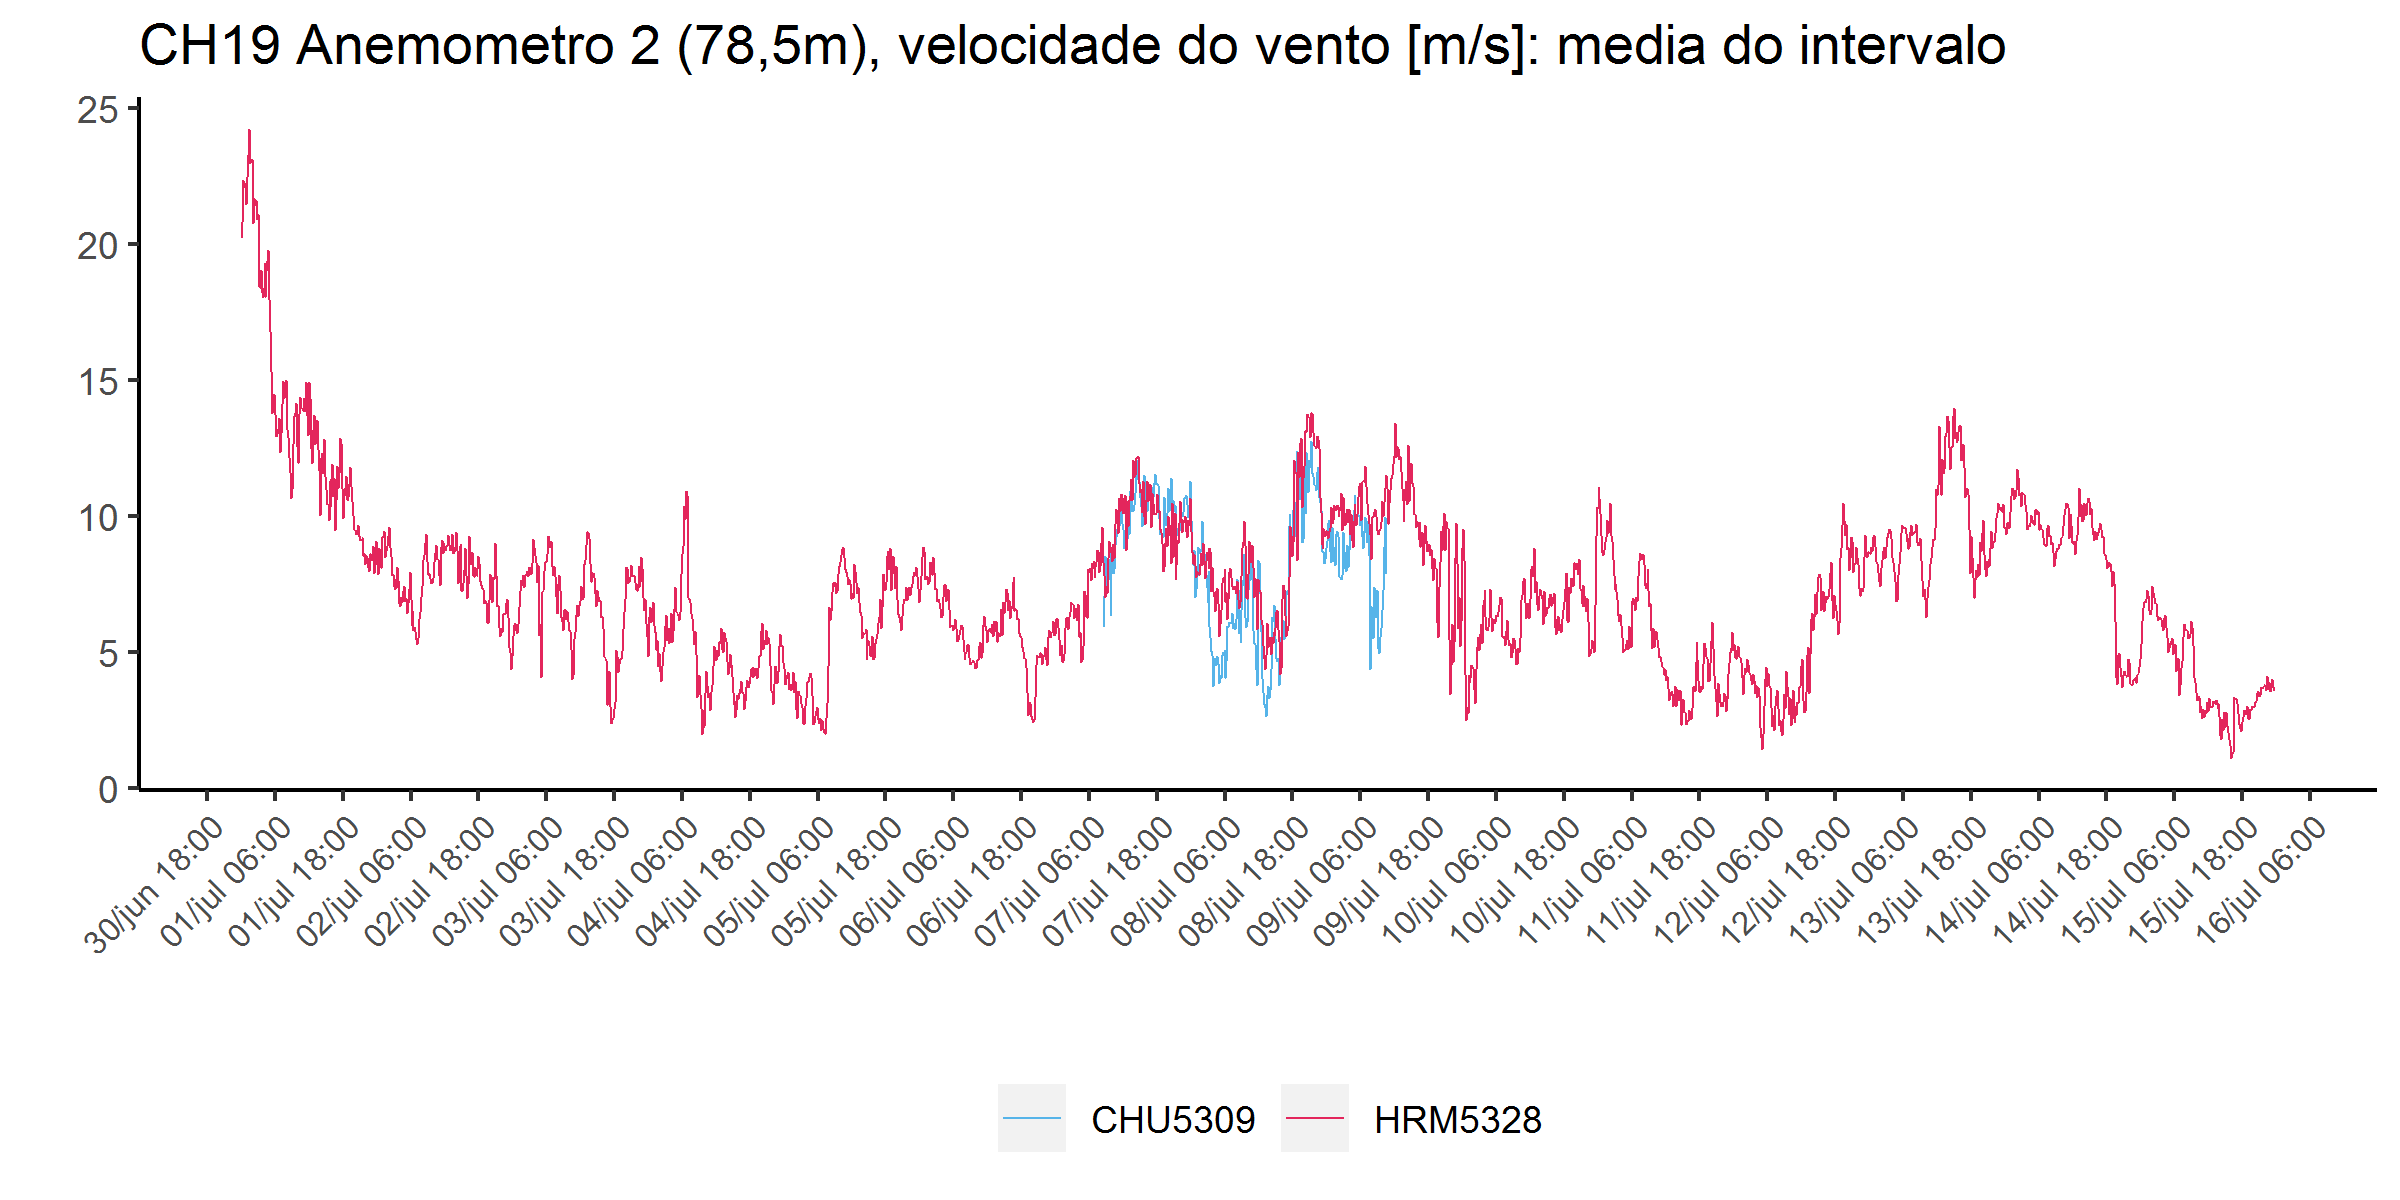 CH19 Anemometro 2 (78,5m), velocidade do vento [m/s]: media do intervalo
25
20
15
10
5
0
30/jun 18:00
01/jul 06:00
01/jul 18:00
02/jul 06:00
02/jul 18:00
03/jul 06:00
03/jul 18:00
04/jul 06:00
04/jul 18:00
05/jul 06:00
05/jul 18:00
06/jul 06:00
06/jul 18:00
07/jul 06:00
07/jul 18:00
08/jul 06:00
08/jul 18:00
09/jul 06:00
09/jul 18:00
10/jul 06:00
10/jul 18:00
11/jul 06:00
11/jul 18:00
12/jul 06:00
12/jul 18:00
13/jul 06:00
13/jul 18:00
14/jul 06:00
14/jul 18:00
15/jul 06:00
15/jul 18:00
16/jul 06:00
CHU5309
HRM5328